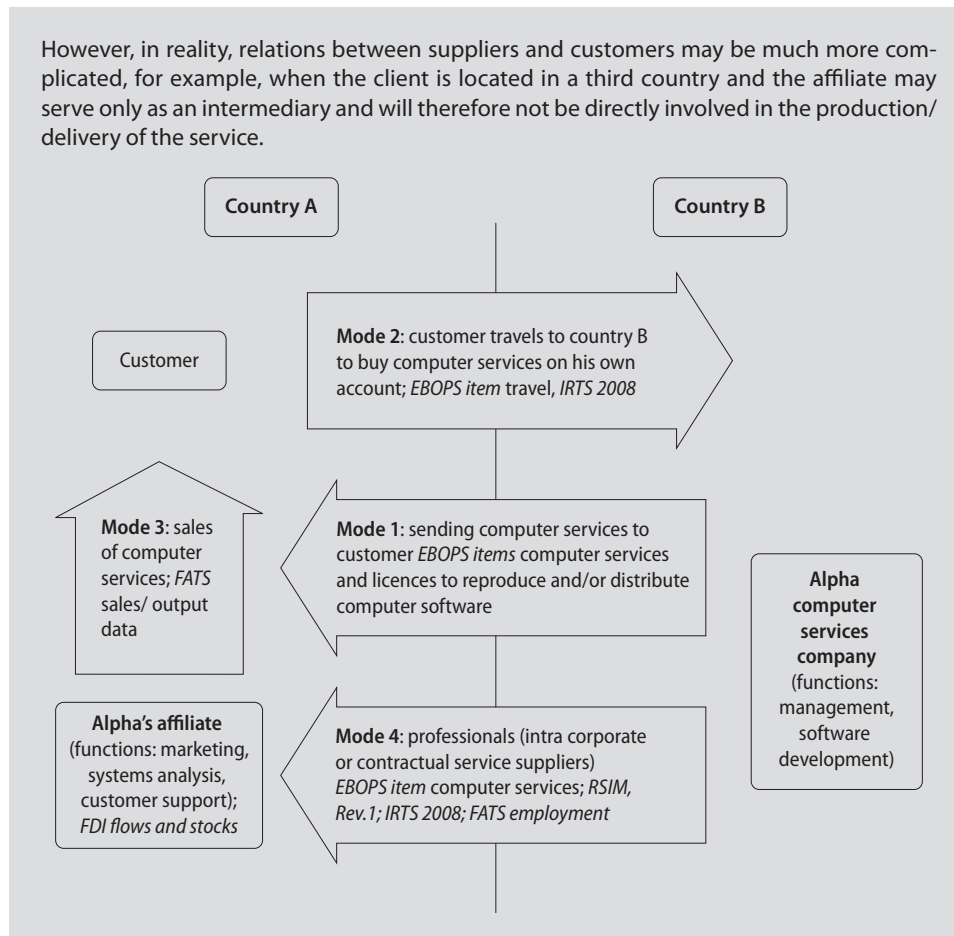 However, in reality, relations between suppliers and customers may be much more com-
plicated, for example, when the client is located in a third country and the affiliate may
serve only as an intermediary and will therefore not be directly involved in the production/
delivery of the service.
Country A
Country B
Mode 2: customer travels to country B
to buy computer services on his own
account; EBOPS item travel, IRTS 2008
Customer
Mode 3: sales
of computer
services; FATS
sales/ output
data
Mode 1: sending computer services to
customer EBOPS items computer services
and licences to reproduce and/or distribute
computer software
Alpha
computer
services
company
(functions:
management,
software
development)
Alpha's affiliate
(functions: marketing,
systems analysis,
customer support);
FDI flows and stocks
Mode 4: professionals (intra corporate
or contractual service suppliers)
EBOPS item computer services; RSIM,
Rev.1; IRTS 2008; FATS employment